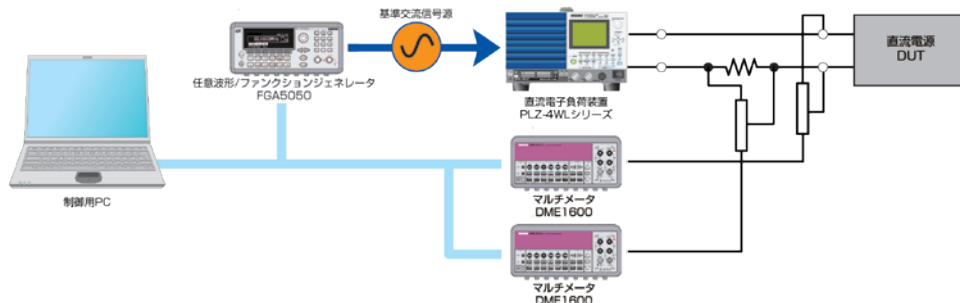 基準交流信号源
任意波形/ファンクションジェネレータ
FGA5050
直流電子負荷装置
PLZ-4WLシリーズ
直流電源
DUT
制御用PC
マルチメータ
DME1600
マルチメータ
DME1600